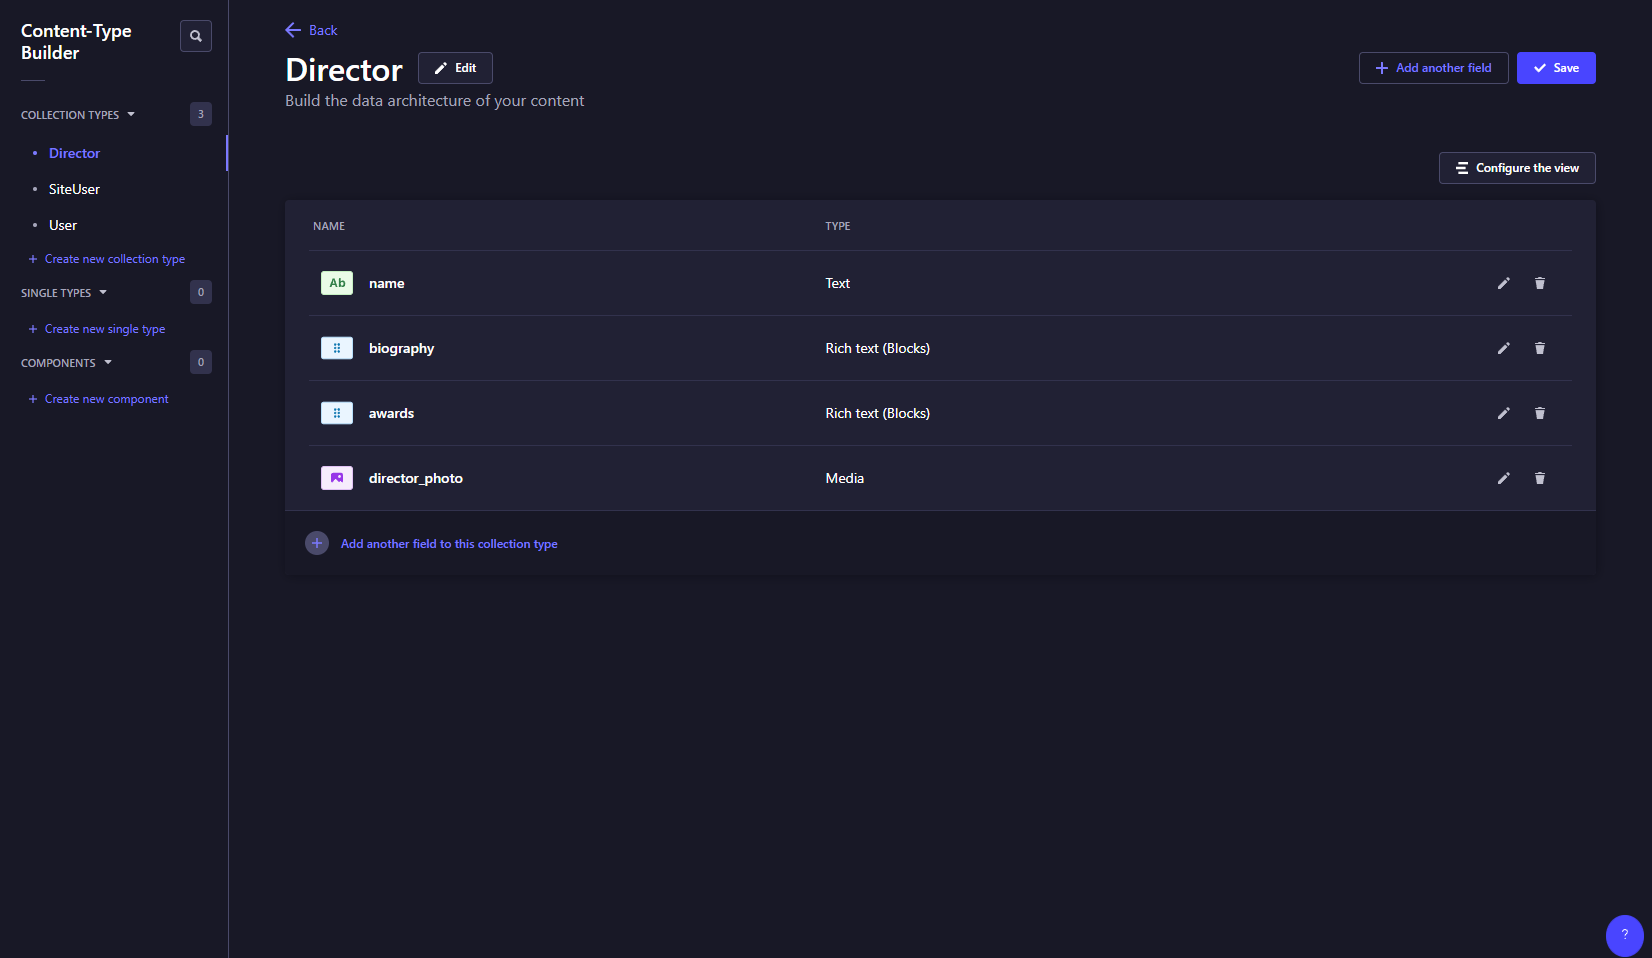 Content-Type
Builder
COLLECTION TYPES
3
Director
SiteUser
User
+ Create new collection type
SINGLE TYPES
0
+ Create new single type
COMPONENTS
0
+ Create new component
Back
Director
Edit
Add another field
Save
Build the data architecture of your content
Configure the view
NAME TYPE
Ab name Text
biography Rich text (Blocks)
awards Rich text (Blocks)
director_photo Media
Add another field to this collection type
?